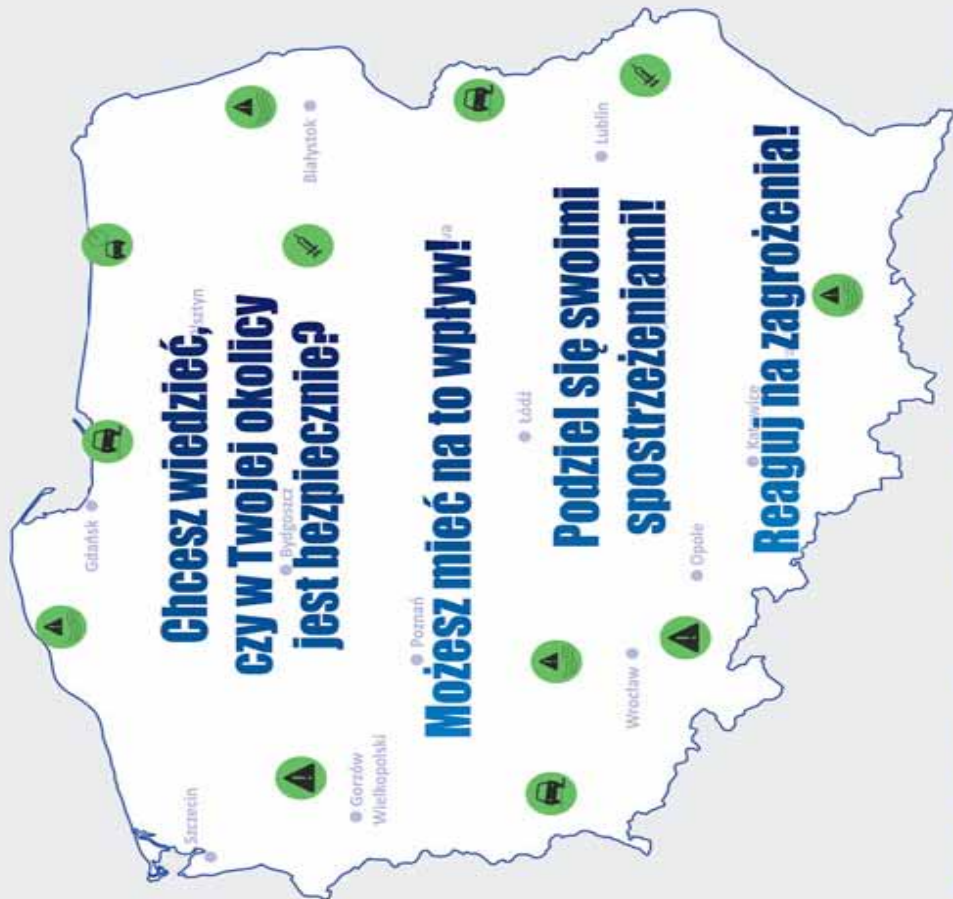 Gdańsk
Szczecin
Olsztyn
Białystok
Chcesz wiedzieć,
czy w Twojej okolicy
jest bezpiecznie?
Bydgoszcz
Gorzów
Wielkopolski
Poznań
Możesz mieć na to wpływ!
Łódź
Podziel się swoimi
spostrzeżeniami!
Lublin
Wrocław
Opole
Katowice
Reaguj na zagrożenia!